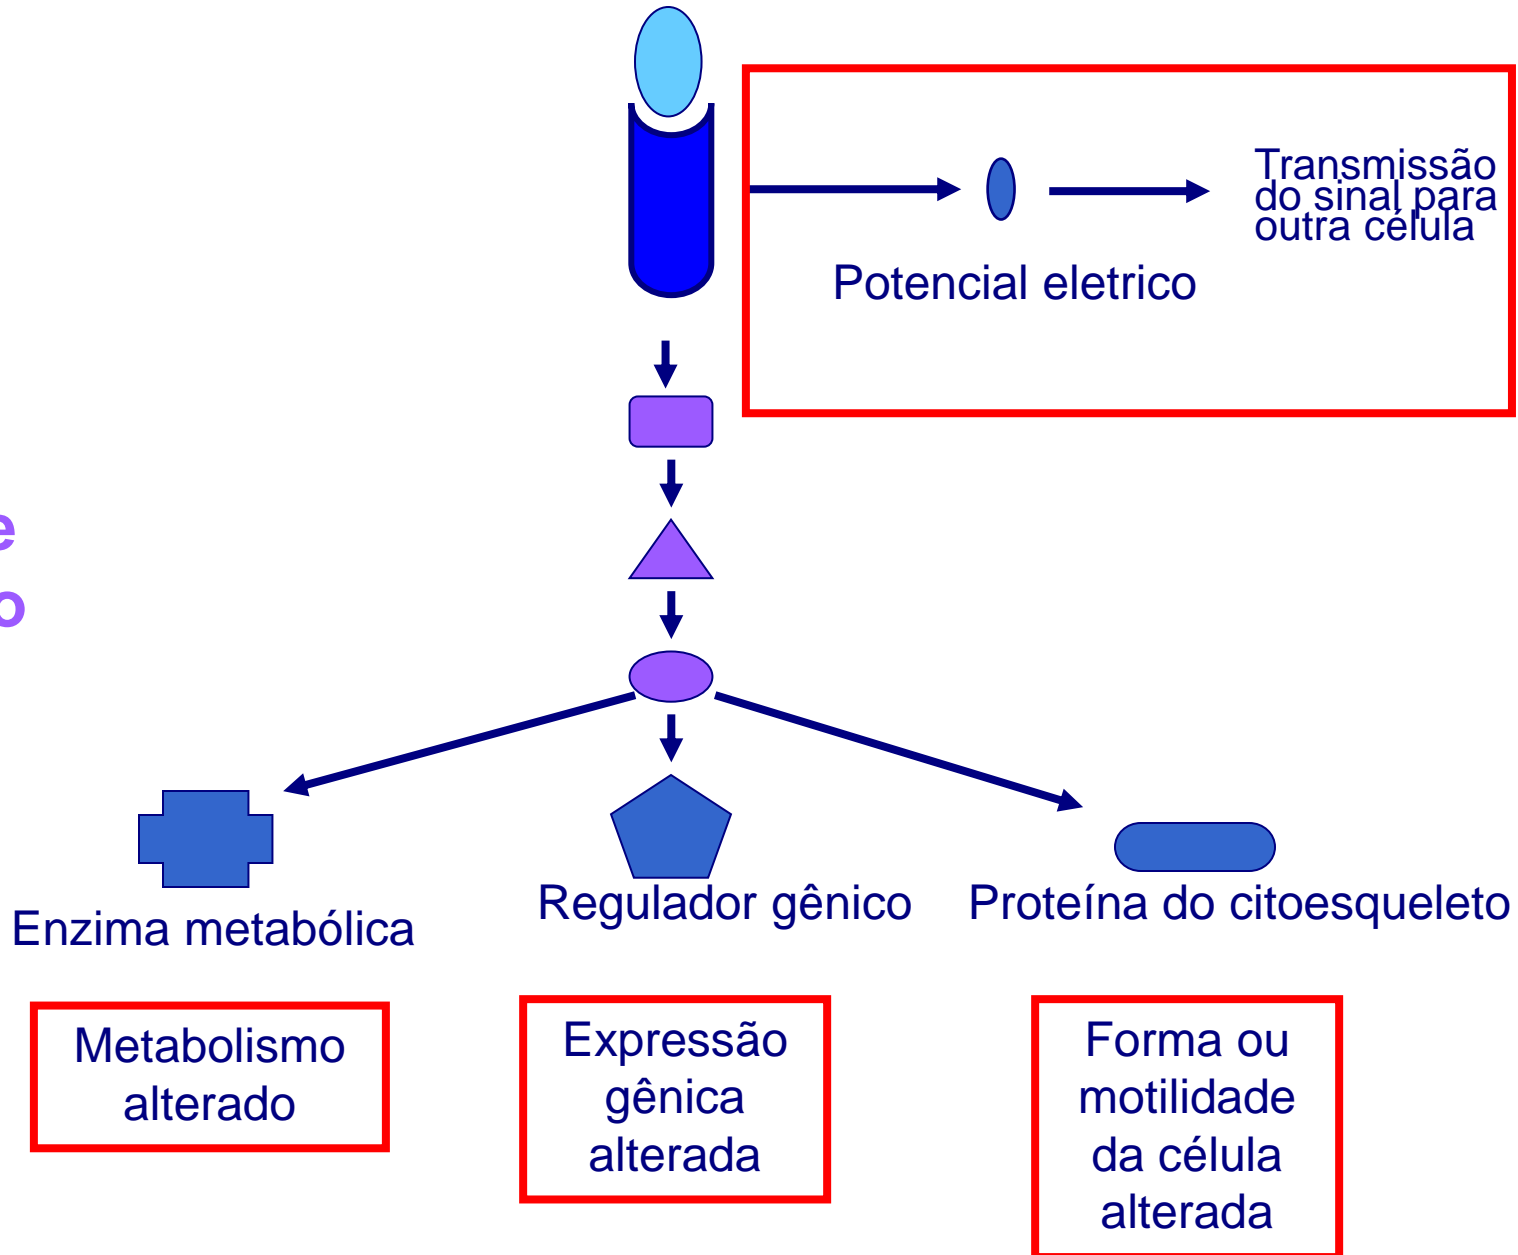 Transmissão
do sinal para
outra célula
Potencial eletrico
Enzima metabólica
Regulador gênico
Proteína do citoesqueleto
Metabolismo
alterado
Expressão
gênica
alterada
Forma ou
motilidade
da célula
alterada